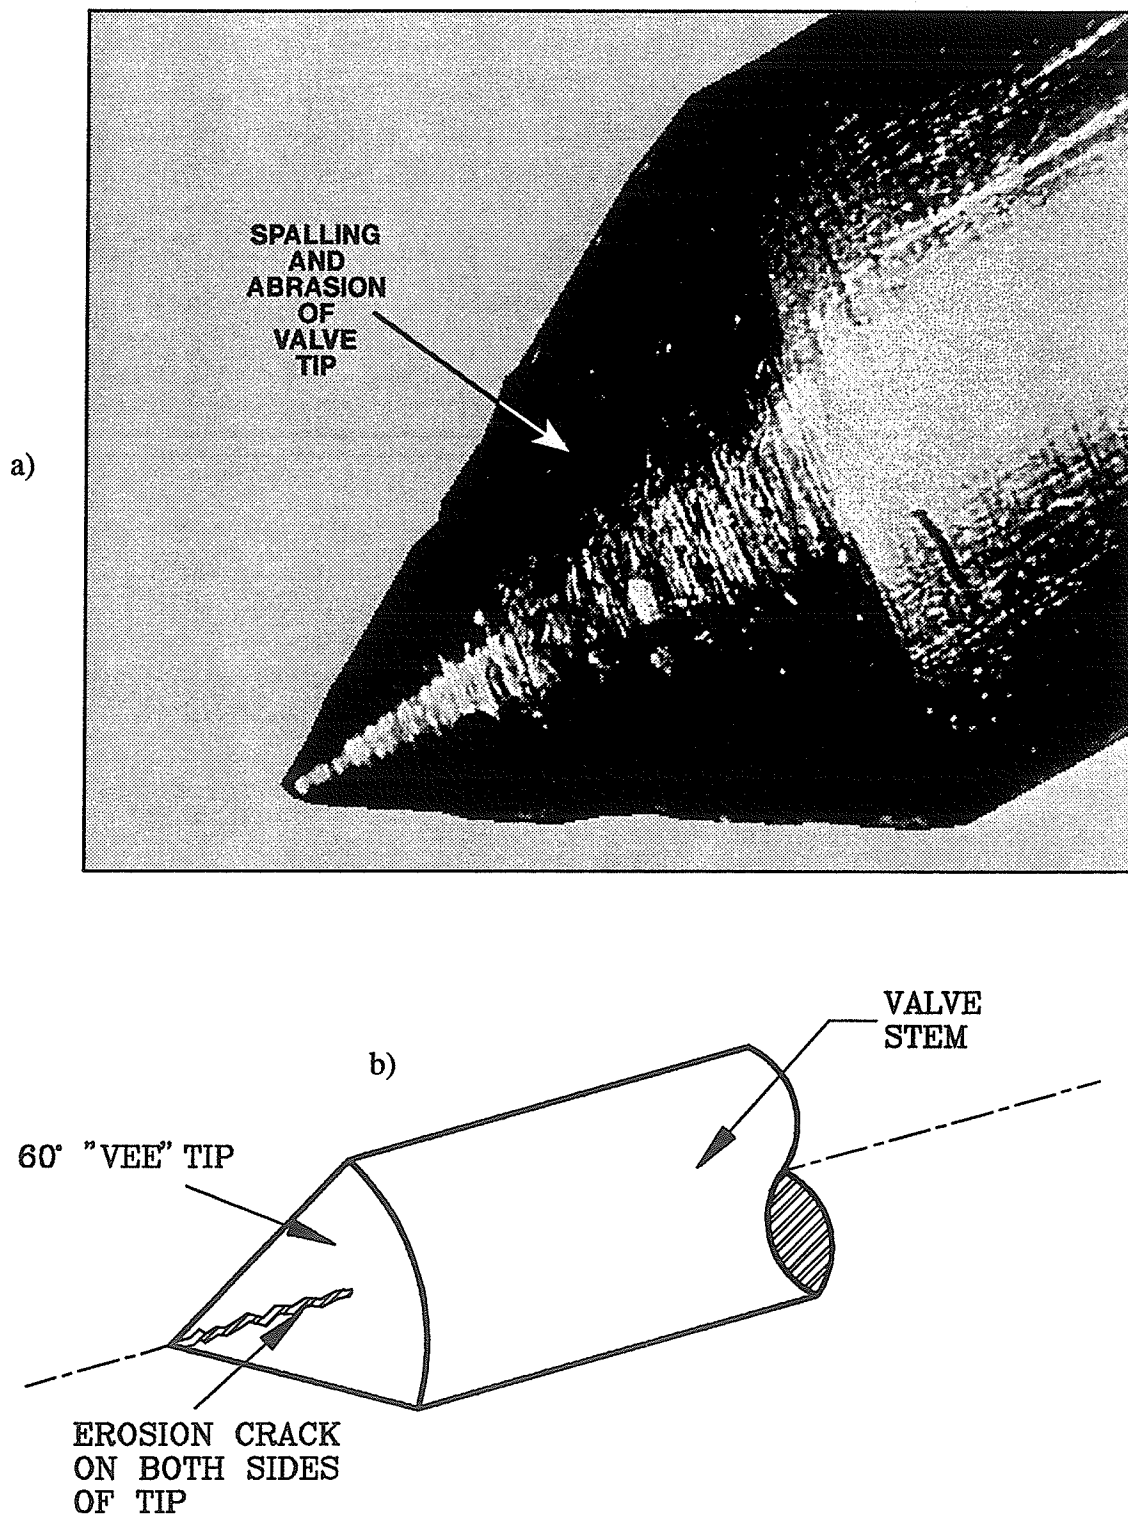 SPALLING
AND
ABRASION
OF
VALVE
TIP
a)
b)
VALVE
STEM
60° "VEE" TIP
EROSION CRACK
ON BOTH SIDES
OF TIP